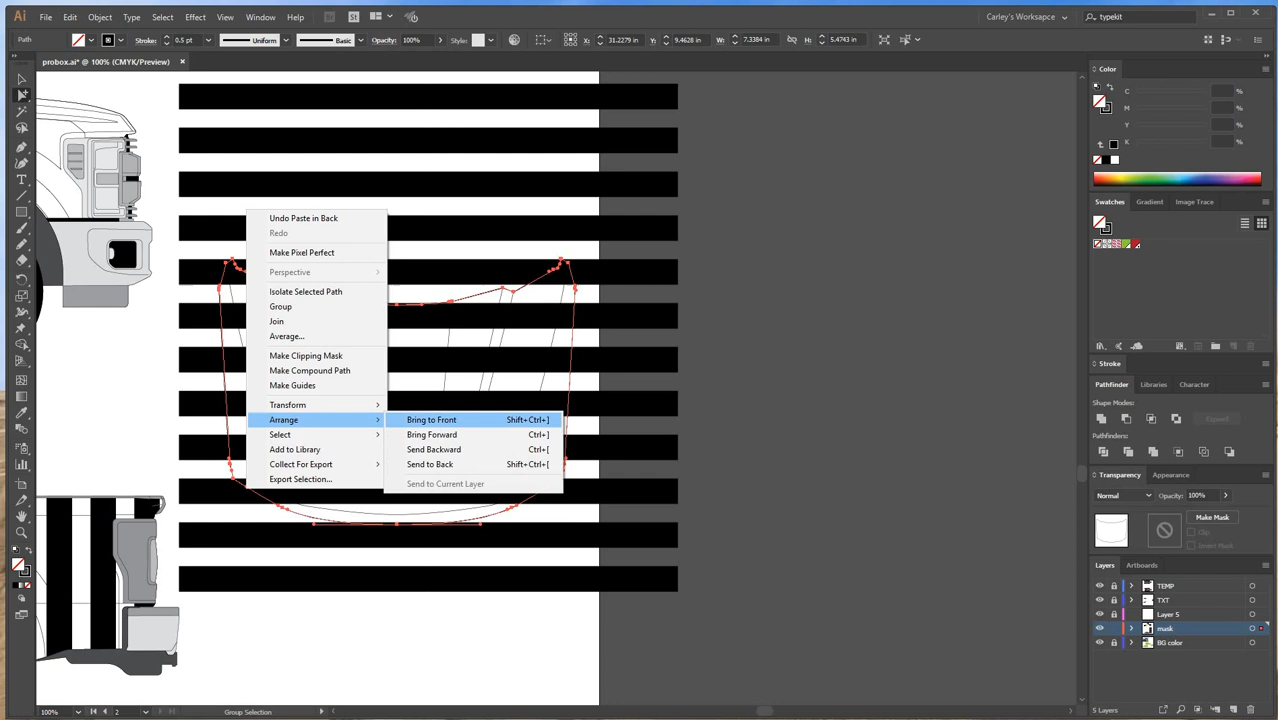 Ai File Edit Object Type Select Effect View Window Help Br St Carley's Worksapce typekit
Path Stroke: 0.5 pt Uniform Basic Opacity: 100% Style: X: 31.2279 in Y: 9.4628 in W: 7.3384 in H: 5.4743 in
probox.ai* @ 100% (CMYK/Preview) ×
Undo Paste in Back
Redo
Make Pixel Perfect
Perspective
Isolate Selected Path
Group
Join
Average...
Make Clipping Mask
Make Compound Path
Make Guides
Transform
Arrange
Select
Add to Library
Collect For Export
Export Selection...
Bring to Front Shift+Ctrl+]
Bring Forward Ctrl+]
Send Backward Ctrl+[
Send to Back Shift+Ctrl+[
Send to Current Layer
Color
C %
M %
Y %
K %
Swatches Gradient Image Trace
Stroke
Pathfinder Libraries Character
Shape Modes:
Pathfinders:
Transparency Appearance
Normal Opacity: 100%
Make Mask
Clip
Invert Mask
Layers Artboards
TEMP
TXT
Layer 5
mask
BG color
5 Layers
100% 2 Group Selection